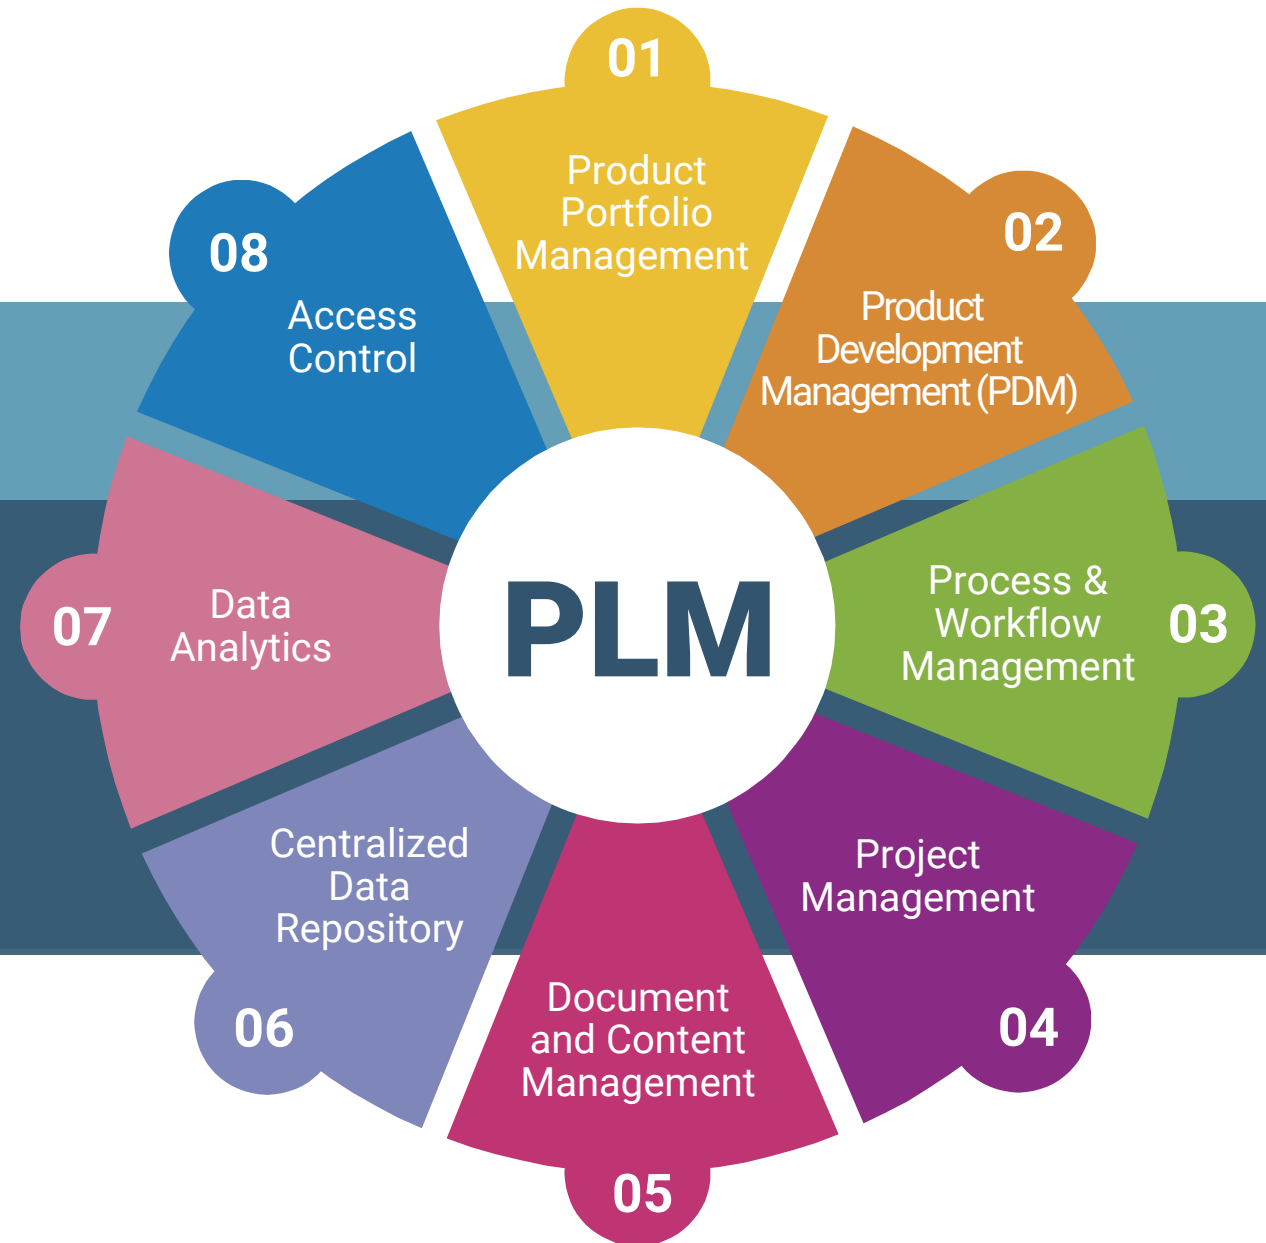 01
Product
Portfolio
Management
02
Product
Development
Management (PDM)
03
Process &
Workflow
Management
04
Project
Management
05
Document
and Content
Management
06
Centralized
Data
Repository
07
Data
Analytics
08
Access
Control
PLM